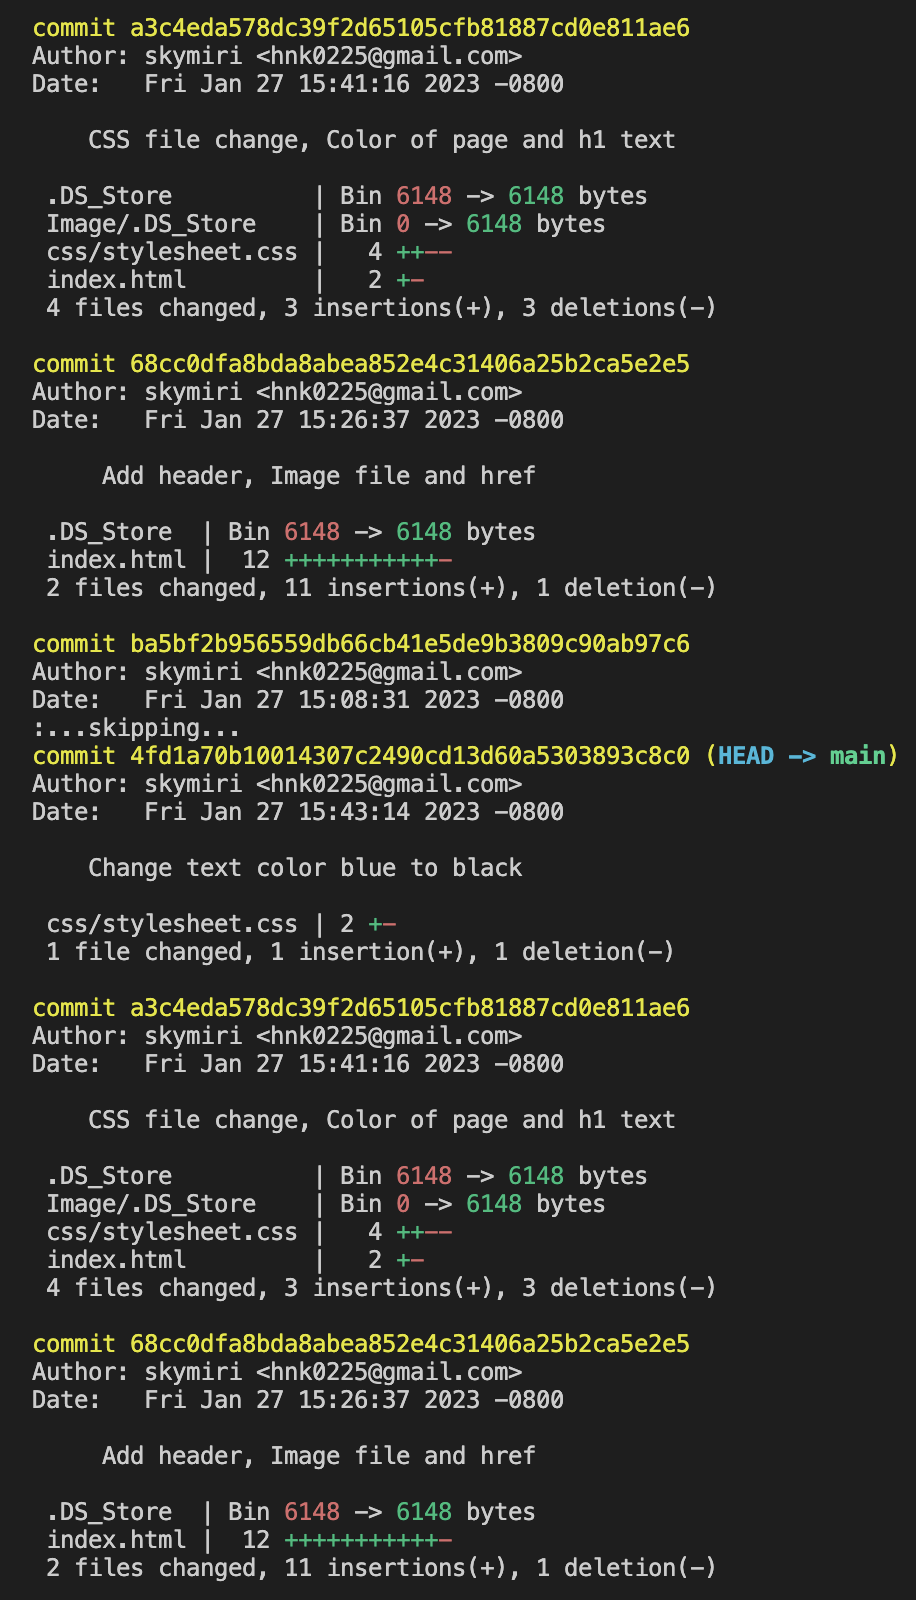 commit a3c4eda578dc39f2d65105cfb81887cd0e811ae6
Author: skymiri <hnk0225@gmail.com>
Date:   Fri Jan 27 15:41:16 2023 -0800
    CSS file change, Color of page and h1 text
 .DS_Store          | Bin 6148 -> 6148 bytes
 Image/.DS_Store    | Bin 0 -> 6148 bytes
 css/stylesheet.css |   4 ++--
 index.html         |   2 +-
 4 files changed, 3 insertions(+), 3 deletions(-)
commit 68cc0dfa8bda8abea852e4c31406a25b2ca5e2e5
Author: skymiri <hnk0225@gmail.com>
Date:   Fri Jan 27 15:26:37 2023 -0800
     Add header, Image file and href
 .DS_Store  | Bin 6148 -> 6148 bytes
 index.html |  12 +++++++++++-
 2 files changed, 11 insertions(+), 1 deletion(-)
commit ba5bf2b956559db66cb41e5de9b3809c90ab97c6
Author: skymiri <hnk0225@gmail.com>
Date:   Fri Jan 27 15:08:31 2023 -0800
:...skipping...
commit 4fd1a70b10014307c2490cd13d60a5303893c8c0 (HEAD -> main)
Author: skymiri <hnk0225@gmail.com>
Date:   Fri Jan 27 15:43:14 2023 -0800
    Change text color blue to black
 css/stylesheet.css | 2 +-
 1 file changed, 1 insertion(+), 1 deletion(-)
commit a3c4eda578dc39f2d65105cfb81887cd0e811ae6
Author: skymiri <hnk0225@gmail.com>
Date:   Fri Jan 27 15:41:16 2023 -0800
    CSS file change, Color of page and h1 text
 .DS_Store          | Bin 6148 -> 6148 bytes
 Image/.DS_Store    | Bin 0 -> 6148 bytes
 css/stylesheet.css |   4 ++--
 index.html         |   2 +-
 4 files changed, 3 insertions(+), 3 deletions(-)
commit 68cc0dfa8bda8abea852e4c31406a25b2ca5e2e5
Author: skymiri <hnk0225@gmail.com>
Date:   Fri Jan 27 15:26:37 2023 -0800
     Add header, Image file and href
 .DS_Store  | Bin 6148 -> 6148 bytes
 index.html |  12 +++++++++++-
 2 files changed, 11 insertions(+), 1 deletion(-)